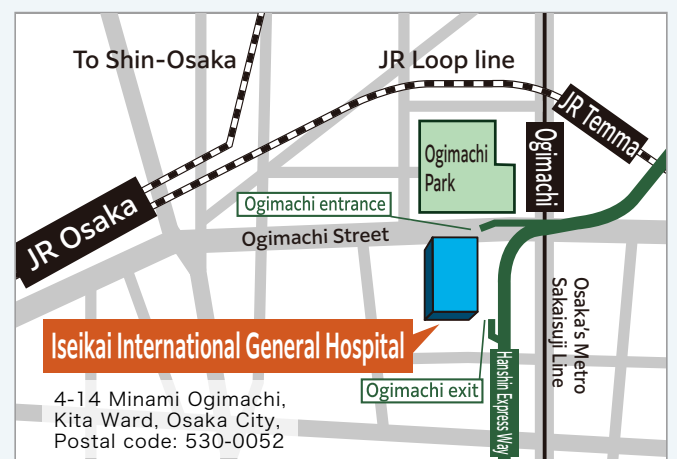 To Shin-Osaka
JR Loop line
JR Temma
Ogimachi
Park
Ogimachi
JR Osaka
Ogimachi entrance
Ogimachi Street
Osaka's Metro
Sakaisuji Line
Iseikai International General Hospital
Hanshin Express Way
Ogimachi exit
4-14 Minami Ogimachi,
Kita Ward, Osaka City,
Postal code: 530-0052